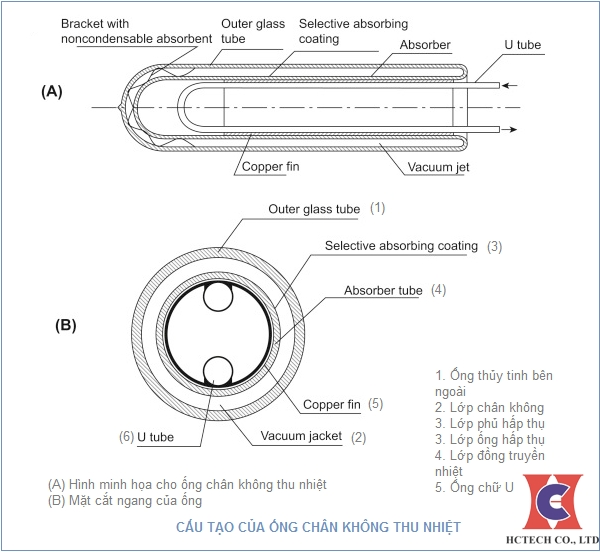 Bracket with
noncondensable absorbent
Outer glass
tube
Selective absorbing
coating
Absorber
U tube
(A)
Copper fin
Vacuum jet
Outer glass tube (1)
Selective absorbing coating (3)
Absorber tube (4)
(B)
Copper fin (5)
(6) U tube
Vacuum jacket (2)
1. Ống thủy tinh bên
ngoài
2. Lớp chân không
3. Lớp phủ hấp thụ
3. Lớp ống hấp thụ
4. Lớp đồng truyền
nhiệt
5. Ống chữ U
(A) Hình minh họa cho ống chân không thu nhiệt
(B) Mặt cắt ngang của ống
CẤU TẠO CỦA ỐNG CHÂN KHÔNG THU NHIỆT
C
HCTECH CO., LTD